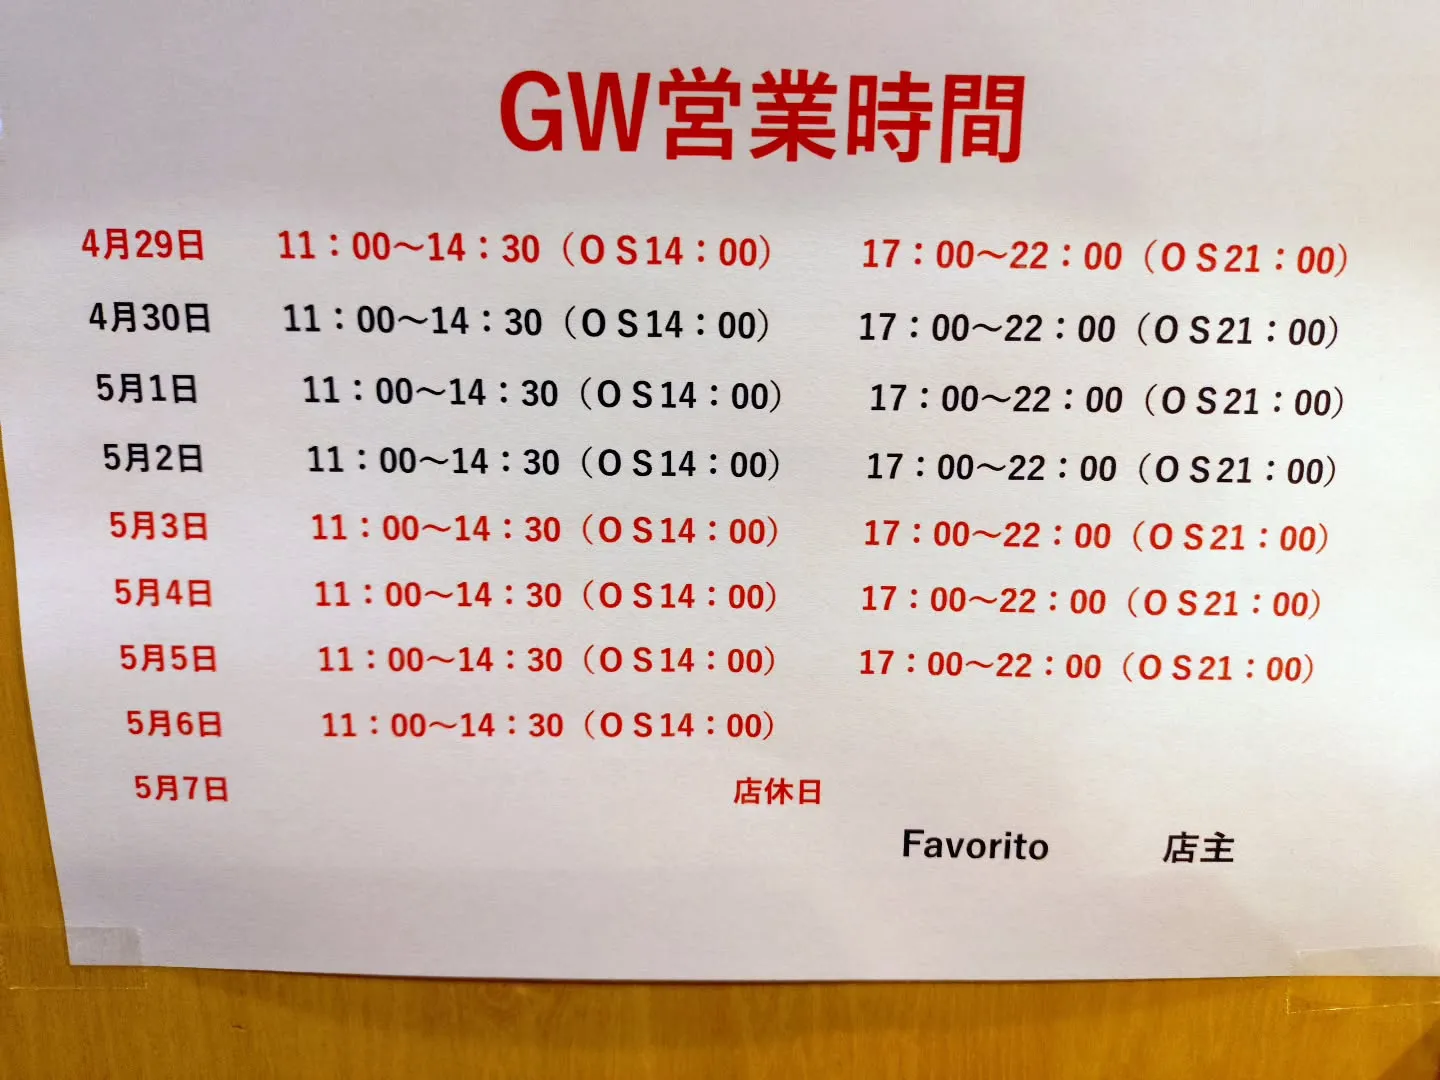 GW営業時間
4月29日 11：00～14：30（ＯＳ14：00） 17：00～22：00（ＯＳ21：00）
4月30日 11：00～14：30（ＯＳ14：00） 17：00～22：00（ＯＳ21：00）
5月1日 11：00～14：30（ＯＳ14：00） 17：00～22：00（ＯＳ21：00）
5月2日 11：00～14：30（ＯＳ14：00） 17：00～22：00（ＯＳ21：00）
5月3日 11：00～14：30（ＯＳ14：00） 17：00～22：00（ＯＳ21：00）
5月4日 11：00～14：30（ＯＳ14：00） 17：00～22：00（ＯＳ21：00）
5月5日 11：00～14：30（ＯＳ14：00） 17：00～22：00（ＯＳ21：00）
5月6日 11：00～14：30（ＯＳ14：00）
5月7日 店休日
Favorito 店主